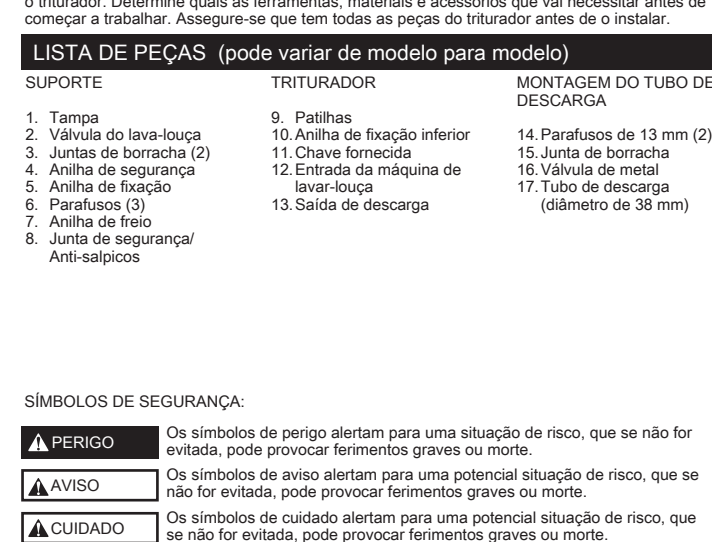 o triturador. Determine quais as ferramentas, materiais e acessórios que vai necessitar antes de
começar a trabalhar. Assegure-se que tem todas as peças do triturador antes de o instalar.
LISTA DE PEÇAS (pode variar de modelo para modelo)
SUPORTE
1. Tampa
2. Válvula do lava-louça
3. Juntas de borracha (2)
4. Anilha de segurança
5. Anilha de fixação
6. Parafusos (3)
7. Anilha de freio
8. Junta de segurança/
Anti-salpicos
TRITURADOR
9. Patilhas
10. Anilha de fixação inferior
11. Chave fornecida
12. Entrada da máquina de
lavar-louça
13. Saída de descarga
MONTAGEM DO TUBO DE
DESCARGA
14. Parafusos de 13 mm (2)
15. Junta de borracha
16. Válvula de metal
17. Tubo de descarga
(diâmetro de 38 mm)
SÍMBOLOS DE SEGURANÇA:
PERIGO
Os símbolos de perigo alertam para uma situação de risco, que se não for
evitada, pode provocar ferimentos graves ou morte.
AVISO
Os símbolos de aviso alertam para uma potencial situação de risco, que se
não for evitada, pode provocar ferimentos graves ou morte.
CUIDADO
Os símbolos de cuidado alertam para uma potencial situação de risco, que
se não for evitada, pode provocar ferimentos graves ou morte.